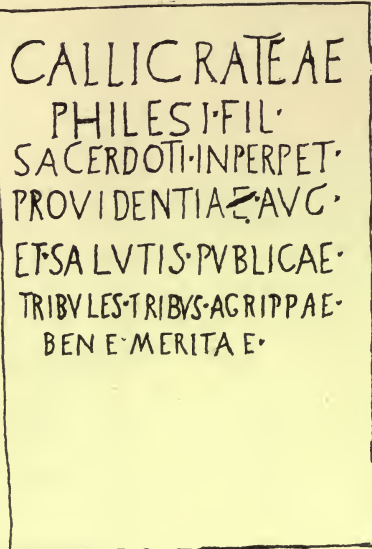 CALLICRATEAE
PHILESI·FIL·
SACERDOTI·INPERPET·
PROVIDENTIAE·AVG·
ET·SALVTIS·PVBLICAE·
TRIBVLES·TRIBVS·AGRIPPAE·
BENE·MERITAE·